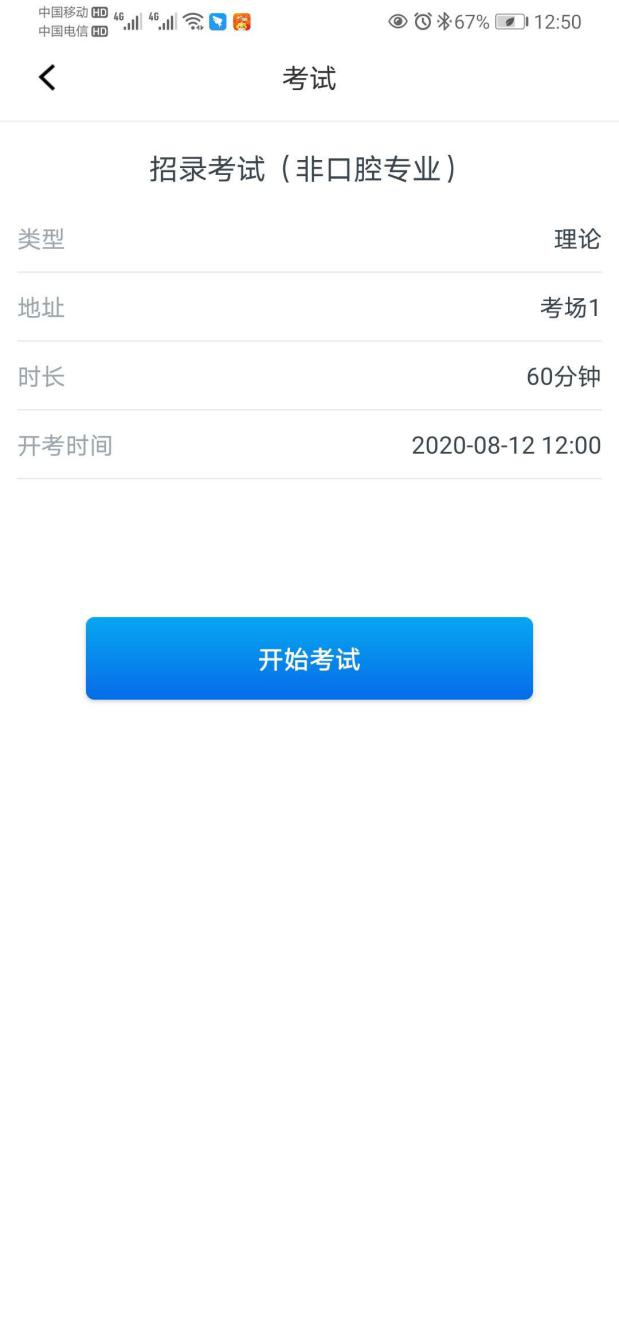 中国移动 HD 4G 4G 67% 12:50
中国电信 HD
考试
招录考试（非口腔专业）
类型 理论
地址 考场1
时长 60分钟
开考时间 2020-08-12 12:00
开始考试